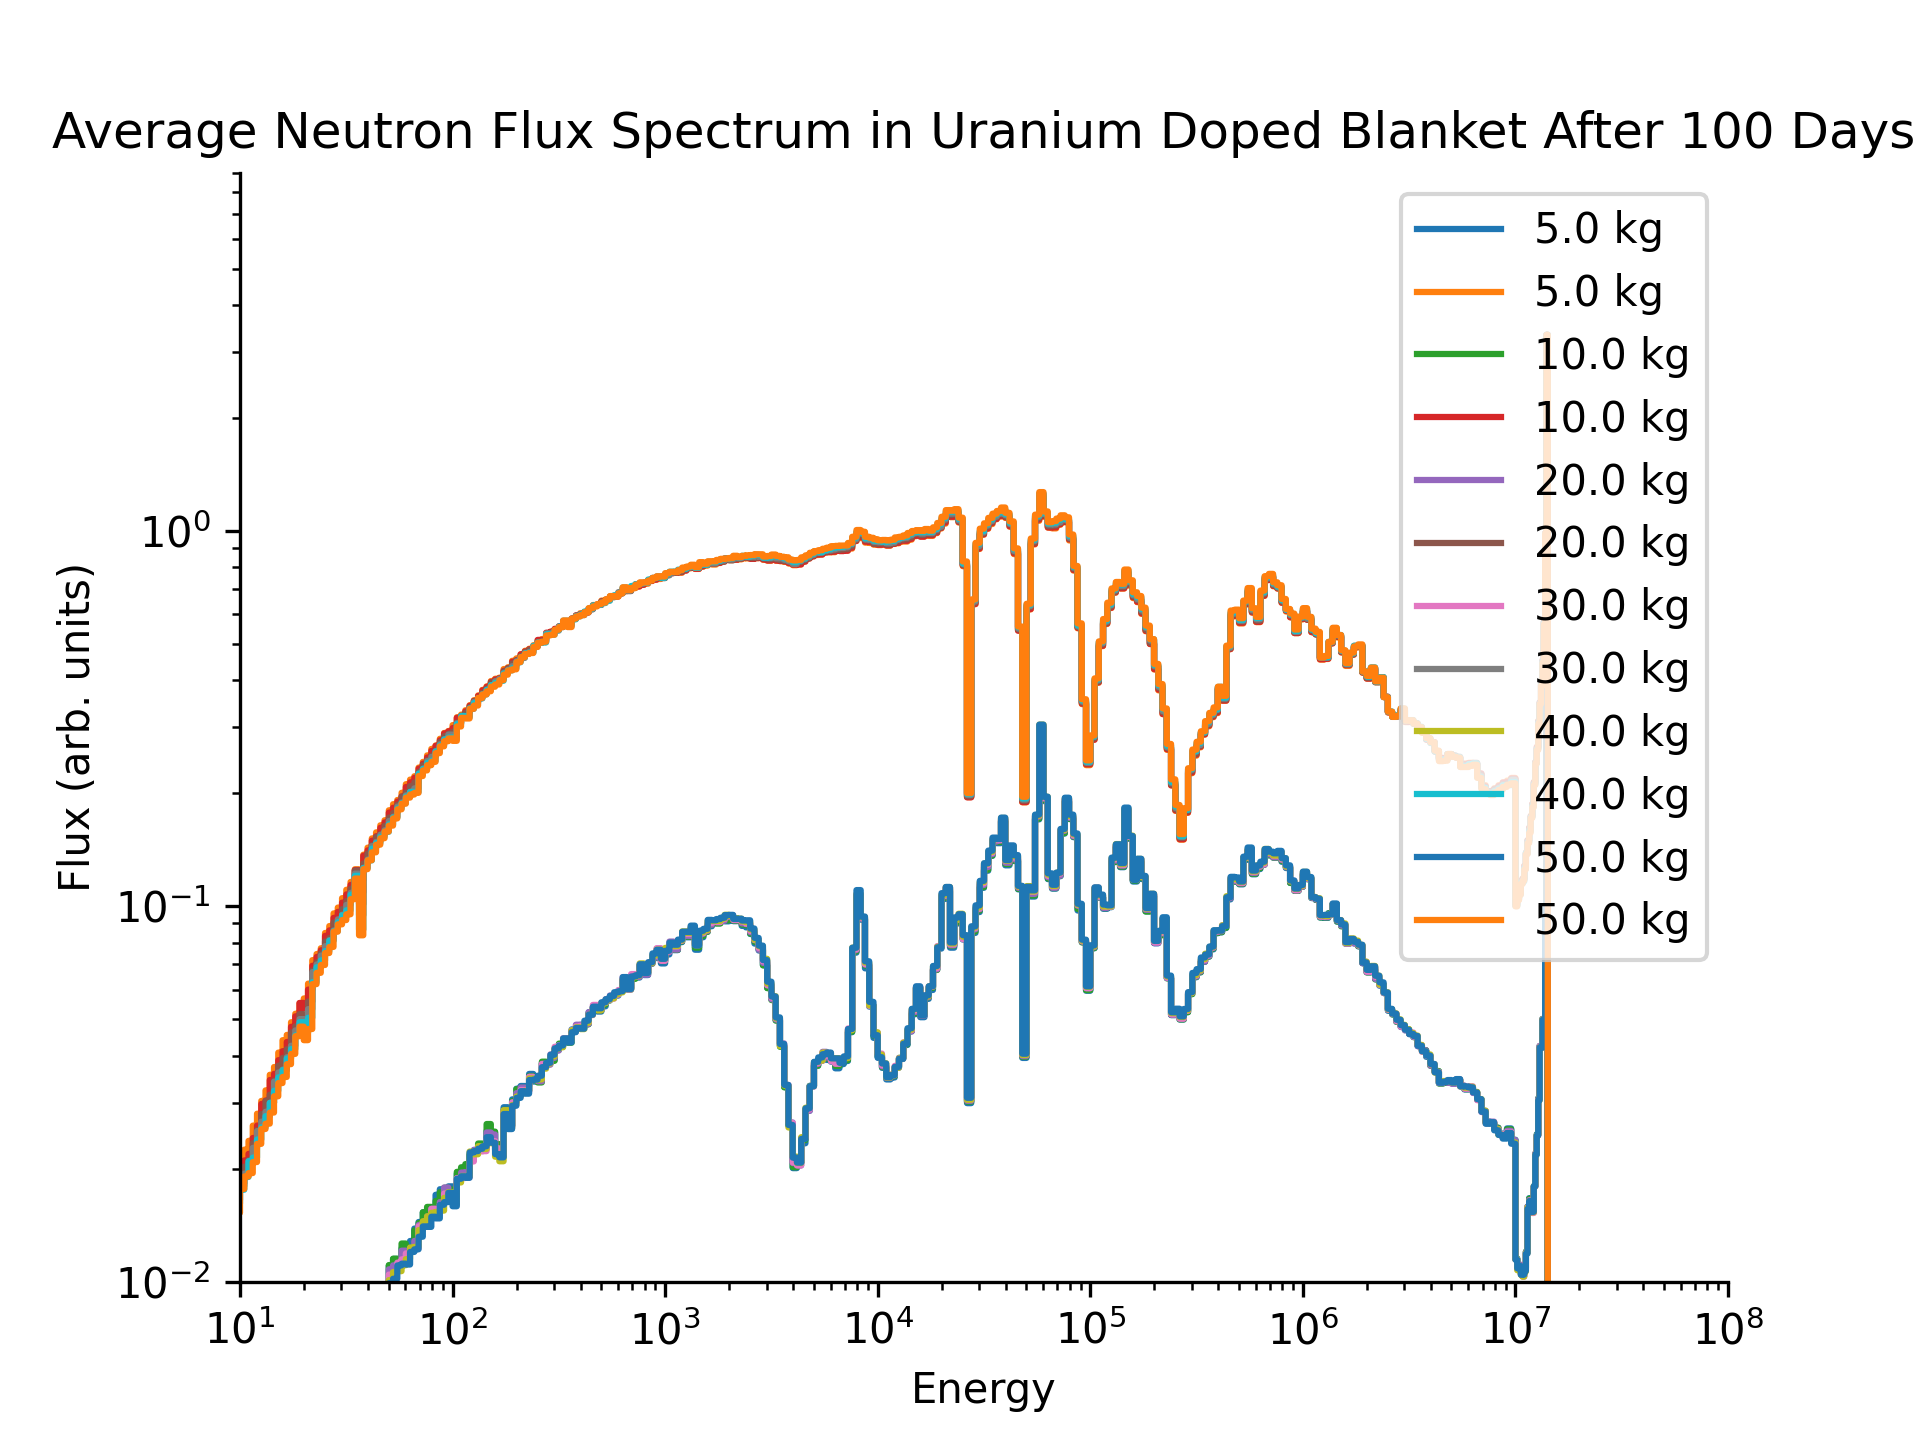 Average Neutron Flux Spectrum in Uranium Doped Blanket After 100 Days
5.0 kg
5.0 kg
10.0 kg
10.0 kg
20.0 kg
20.0 kg
30.0 kg
30.0 kg
40.0 kg
40.0 kg
50.0 kg
50.0 kg
Flux (arb. units)
10⁰
10⁻¹
10⁻²
10¹ 10² 10³ 10⁴ 10⁵ 10⁶ 10⁷ 10⁸
Energy